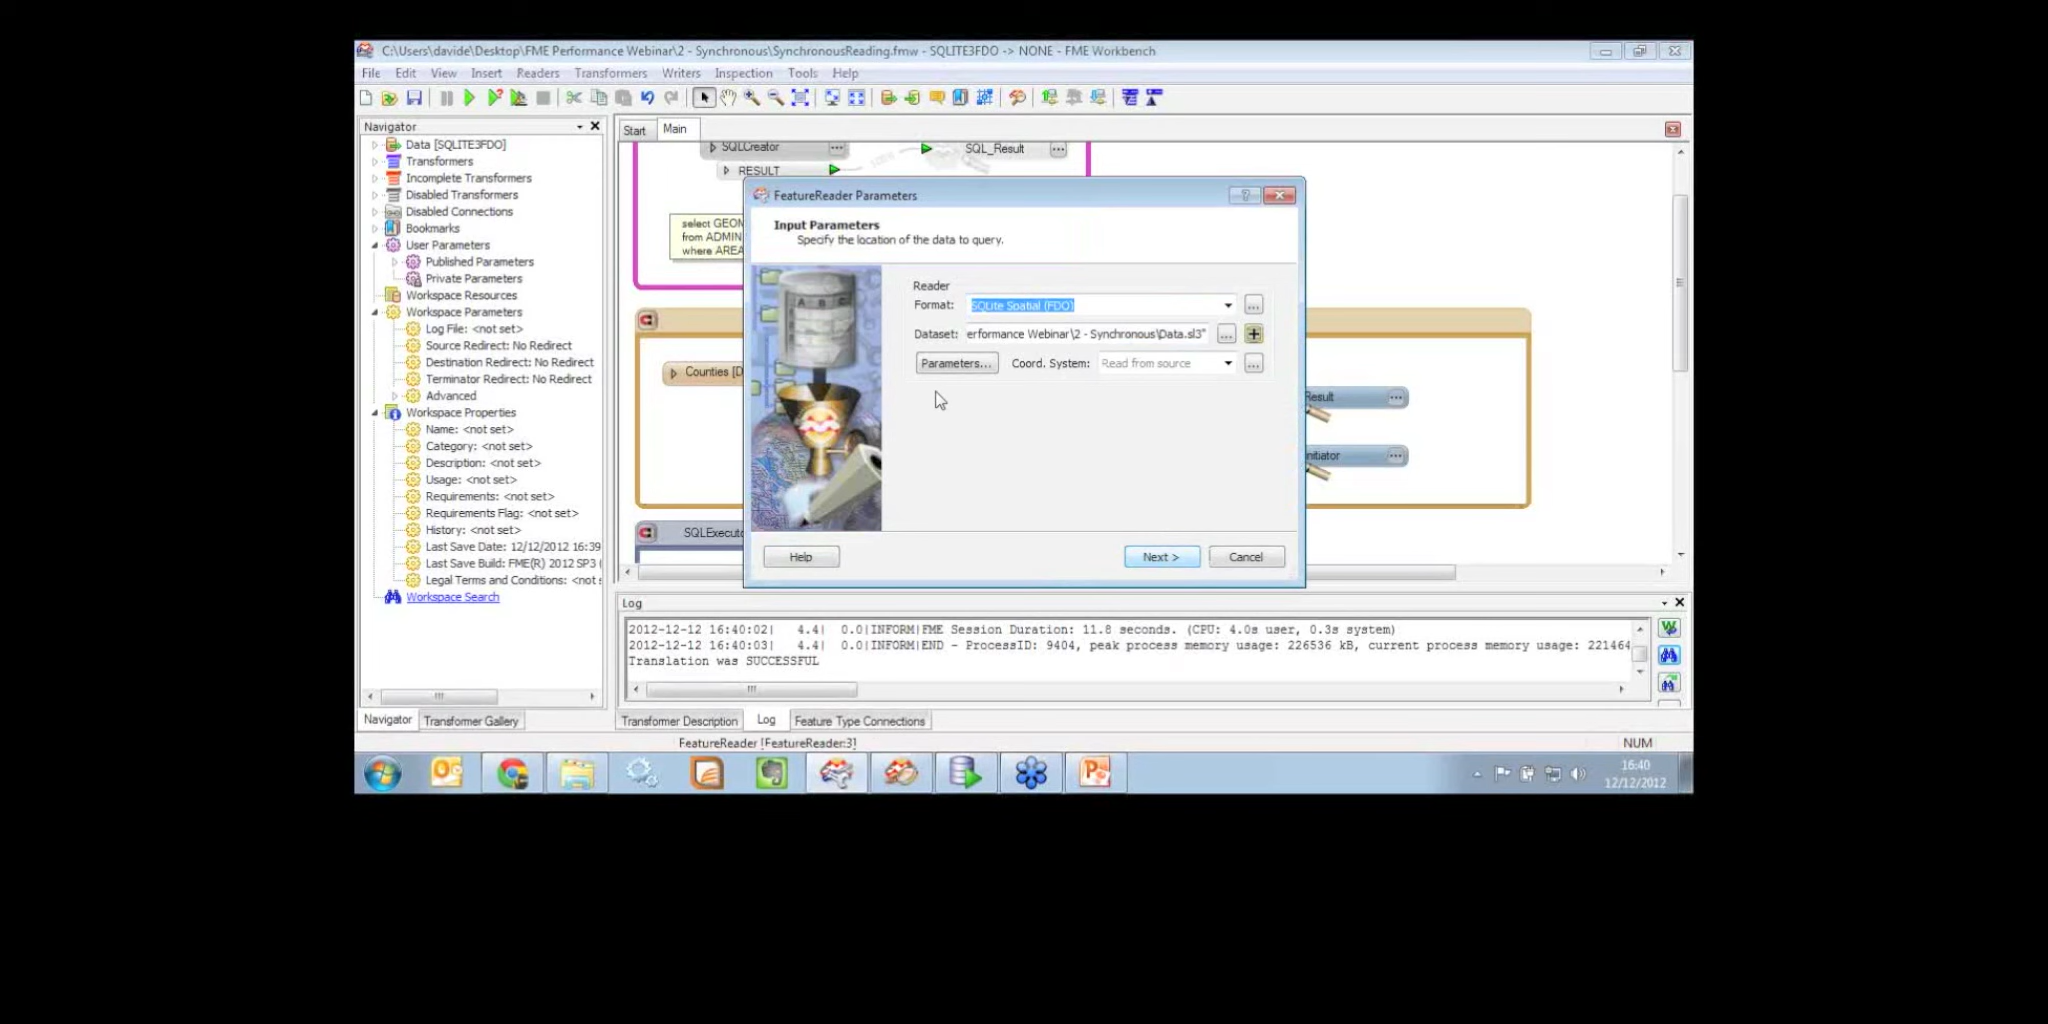 C:\Users\davide\Desktop\FME Performance Webinar\2 - Synchronous\SynchronousReading.fmw - SQLITE3FDO -> NONE - FME Workbench
File Edit View Insert Readers Transformers Writers Inspection Tools Help
Navigator
Data [SQLITE3FDO]
Transformers
Incomplete Transformers
Disabled Transformers
Disabled Connections
Bookmarks
User Parameters
Published Parameters
Private Parameters
Workspace Resources
Workspace Parameters
Log File: <not set>
Source Redirect: No Redirect
Destination Redirect: No Redirect
Terminator Redirect: No Redirect
Advanced
Workspace Properties
Name: <not set>
Category: <not set>
Description: <not set>
Usage: <not set>
Requirements: <not set>
Requirements Flag: <not set>
History: <not set>
Last Save Date: 12/12/2012 16:39
Last Save Build: FME(R) 2012 SP3 (
Legal Terms and Conditions: <not s
Workspace Search
Navigator Transformer Gallery
Start Main
SQLCreator
RESULT
SQL_Result
select GEOM
from ADMIN
where AREA
Counties [D
SQLExecuto
Result
nitiator
FeatureReader Parameters
Input Parameters
Specify the location of the data to query.
A B C
Reader
Format: SQLite Spatial (FDO)
Dataset: erformance Webinar\2 - Synchronous\Data.sl3"
Parameters... Coord. System: Read from source
Help Next > Cancel
Log
2012-12-12 16:40:02| 4.4| 0.0|INFORM|FME Session Duration: 11.8 seconds. (CPU: 4.0s user, 0.3s system)
2012-12-12 16:40:03| 4.4| 0.0|INFORM|END - ProcessID: 9404, peak process memory usage: 226536 kB, current process memory usage: 221464
Translation was SUCCESSFUL
Transformer Description Log Feature Type Connections
FeatureReader [FeatureReader:3]
NUM
16:40
12/12/2012